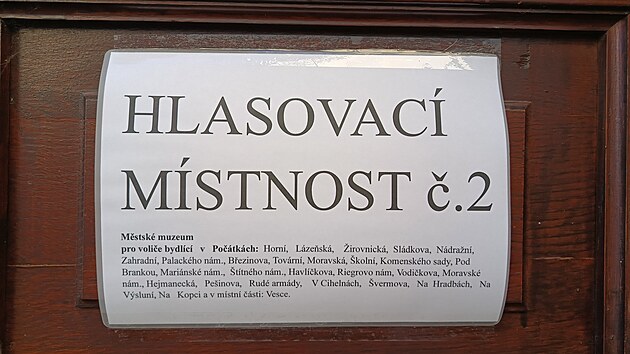 HLASOVACÍ
MÍSTNOST č.2
Městské muzeum
pro voliče bydlící v Počátkách: Horní, Lázeňská, Žirovnická, Sládkova, Nádražní,
Zahradní, Palackého nám., Březinova, Tovární, Moravská, Školní, Komenského sady, Pod
Brankou, Mariánské nám., Štítného nám., Havlíčkova, Riegrovo nám, Vodičkova, Moravské
nám., Hejmanecká, Pešinova, Rudé armády, V Cihelnách, Švermova, Na Hradbách, Na
Výsluní, Na Kopci a v místní části: Vesce.